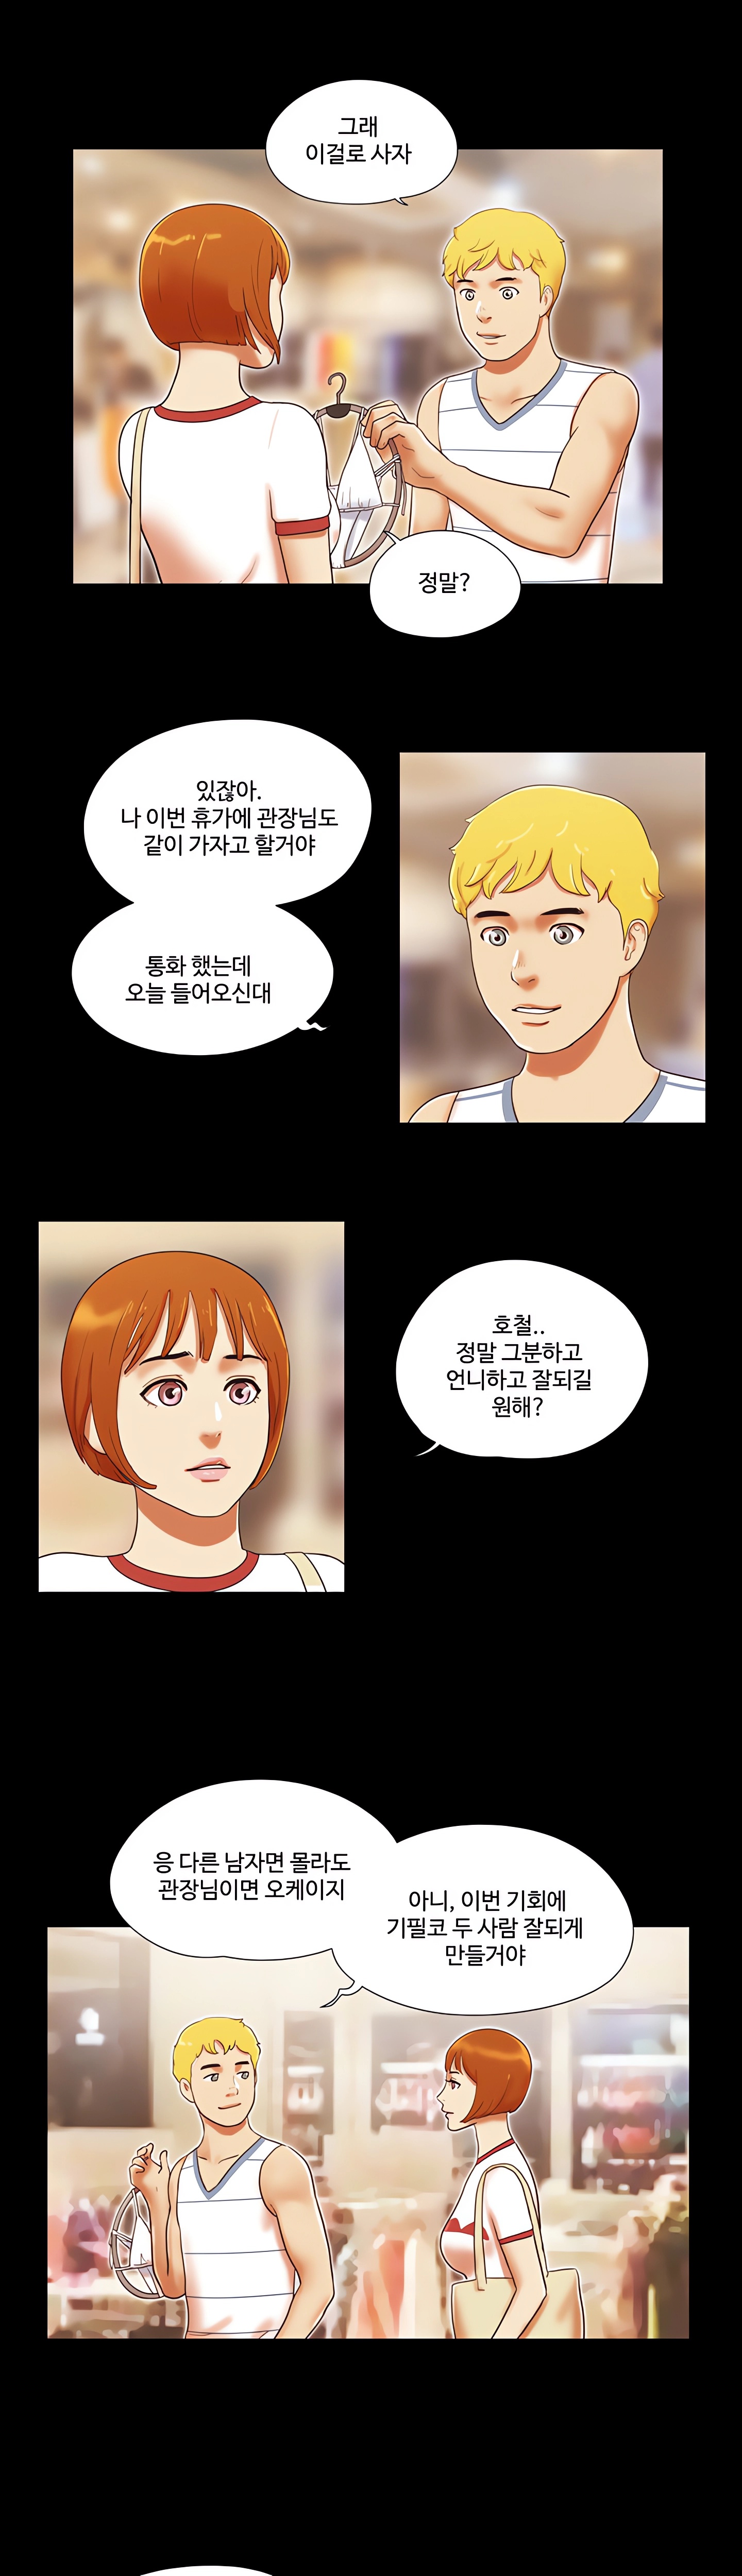 그래
이걸로 사자
정말?
있잖아.
나 이번 휴가에 관장님도
같이 가자고 할거야
통화 했는데
오늘 들어오신대
호철..
정말 그분하고
언니하고 잘되길
원해?
응 다른 남자면 몰라도
관장님이면 오케이지
아니, 이번 기회에
기필코 두 사람 잘되게
만들거야